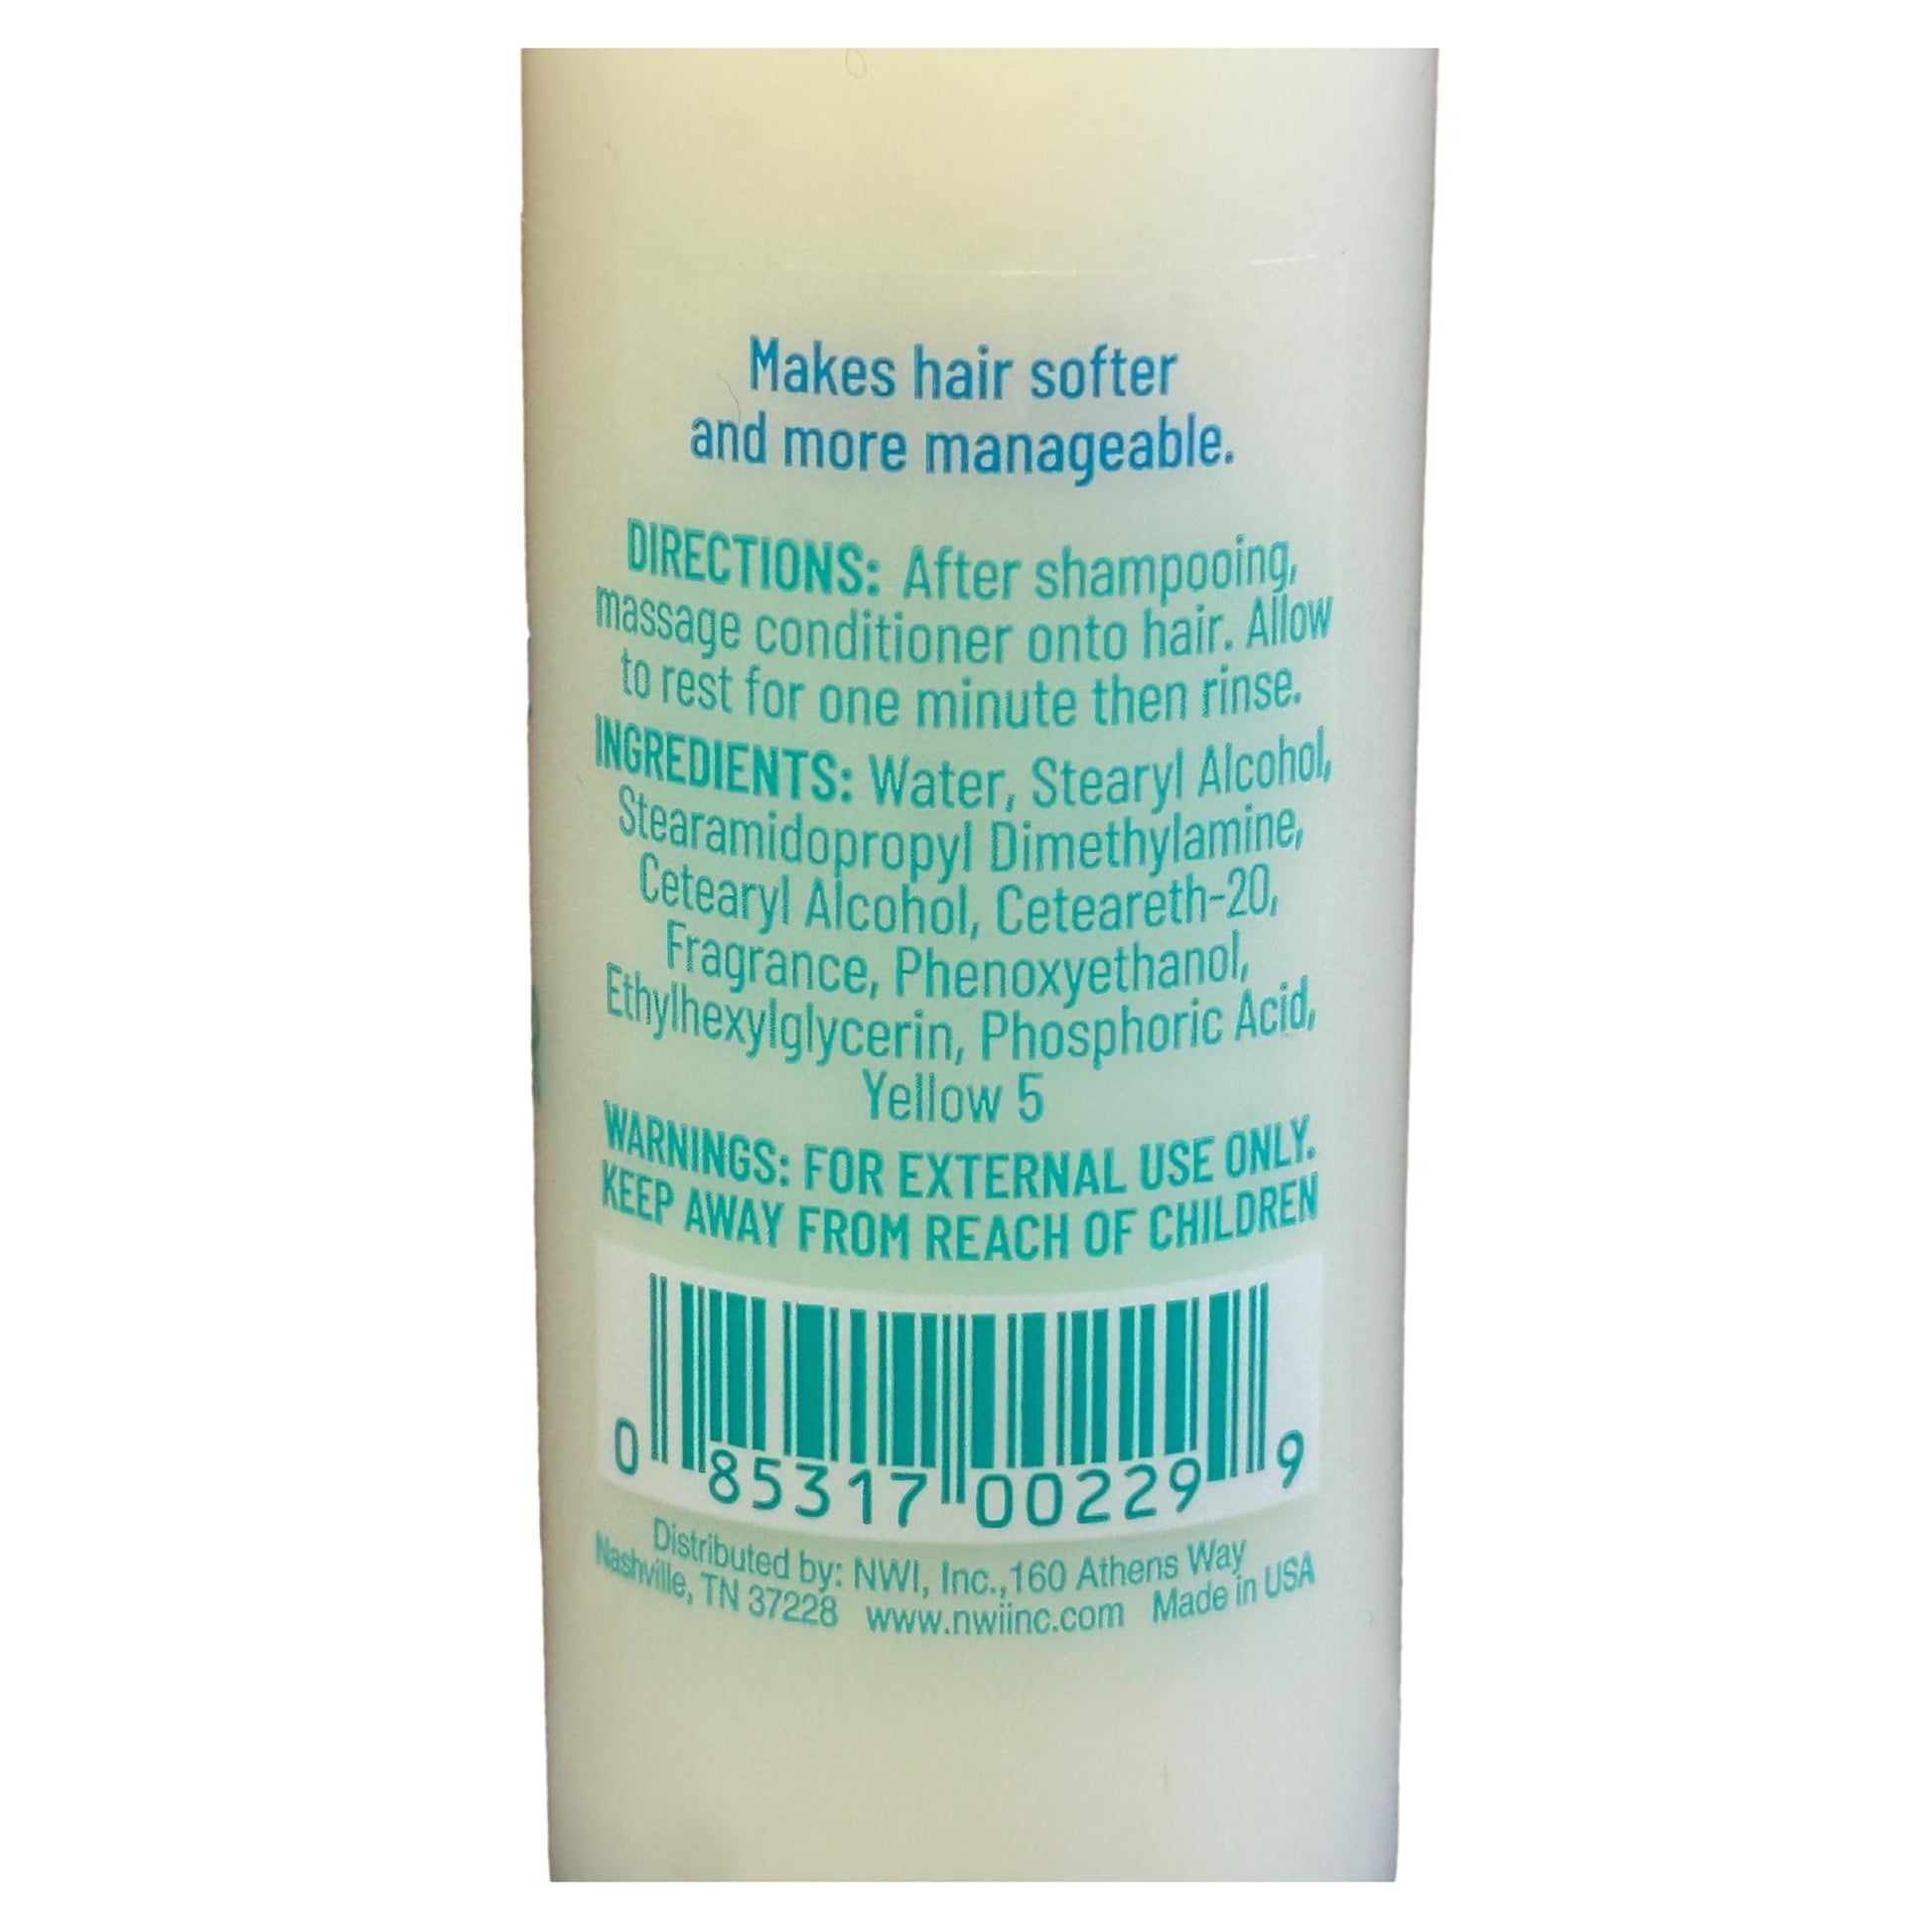 Makes hair softer
and more manageable.
DIRECTIONS: After shampooing,
massage conditioner onto hair. Allow
to rest for one minute then rinse.
INGREDIENTS: Water, Stearyl Alcohol,
Stearamidopropyl Dimethylamine,
Cetearyl Alcohol, Ceteareth-20,
Fragrance, Phenoxyethanol,
Ethylhexylglycerin, Phosphoric Acid,
Yellow 5
WARNINGS: FOR EXTERNAL USE ONLY.
KEEP AWAY FROM REACH OF CHILDREN
0 85317 00229 9
Distributed by: NWI, Inc.,160 Athens Way
Nashville, TN 37228 www.nwiinc.com Made in USA